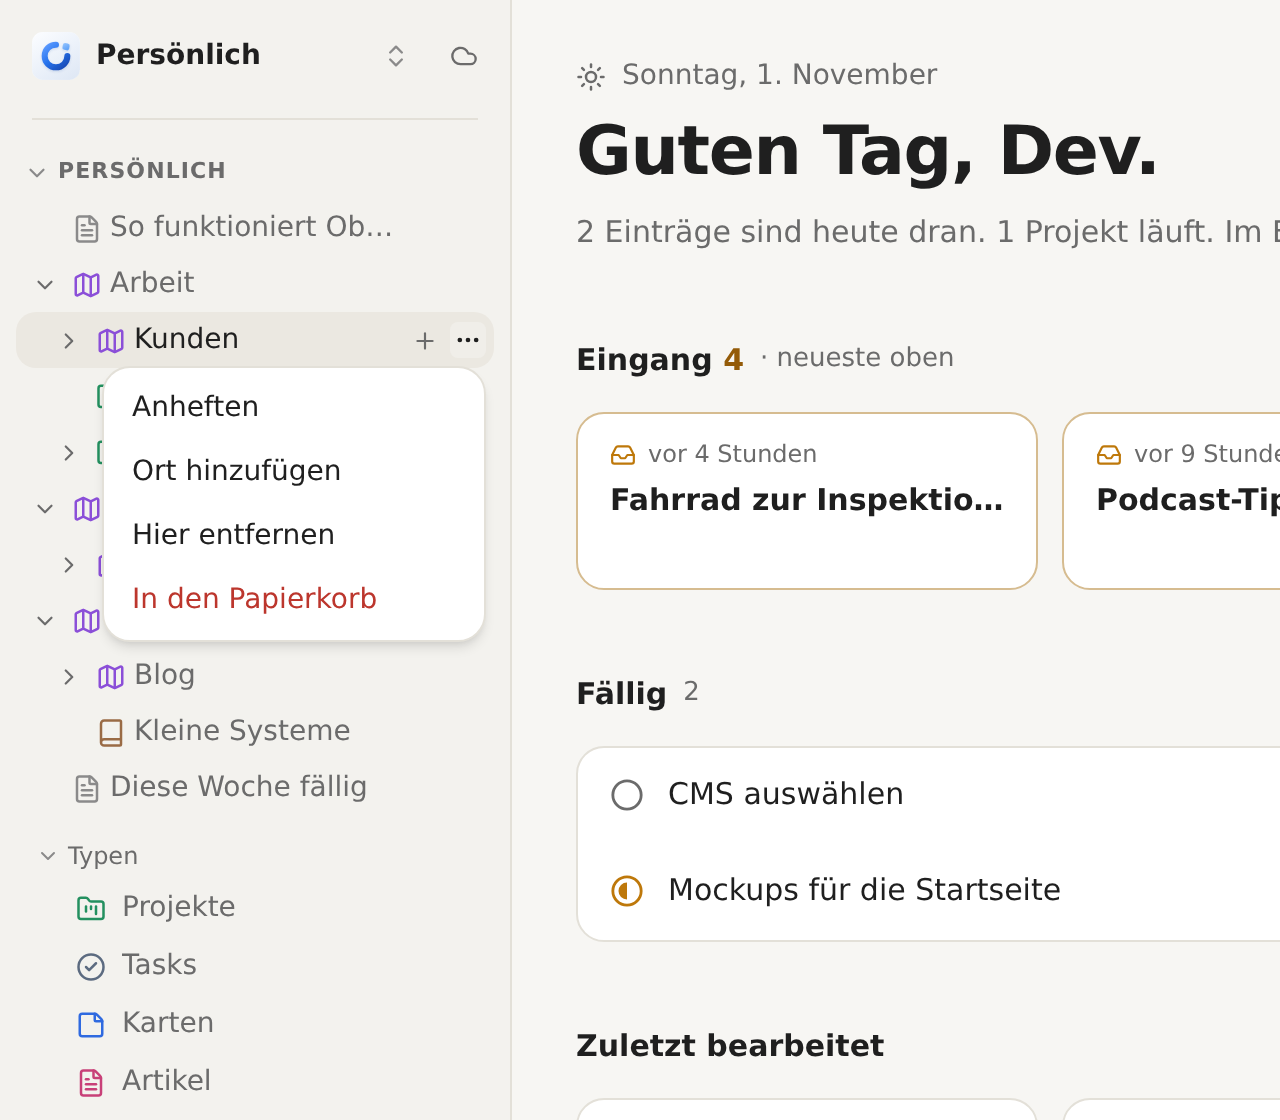 Persönlich
PERSÖNLICH
So funktioniert Ob…
Arbeit
Kunden
Anheften
Ort hinzufügen
Hier entfernen
In den Papierkorb
Blog
Kleine Systeme
Diese Woche fällig
Typen
Projekte
Tasks
Karten
Artikel
Sonntag, 1. November
Guten Tag, Dev.
2 Einträge sind heute dran. 1 Projekt läuft. Im
Eingang 4 · neueste oben
vor 4 Stunden
Fahrrad zur Inspektio…
vor 9 Stunde
Podcast-Tip
Fällig 2
CMS auswählen
Mockups für die Startseite
Zuletzt bearbeitet